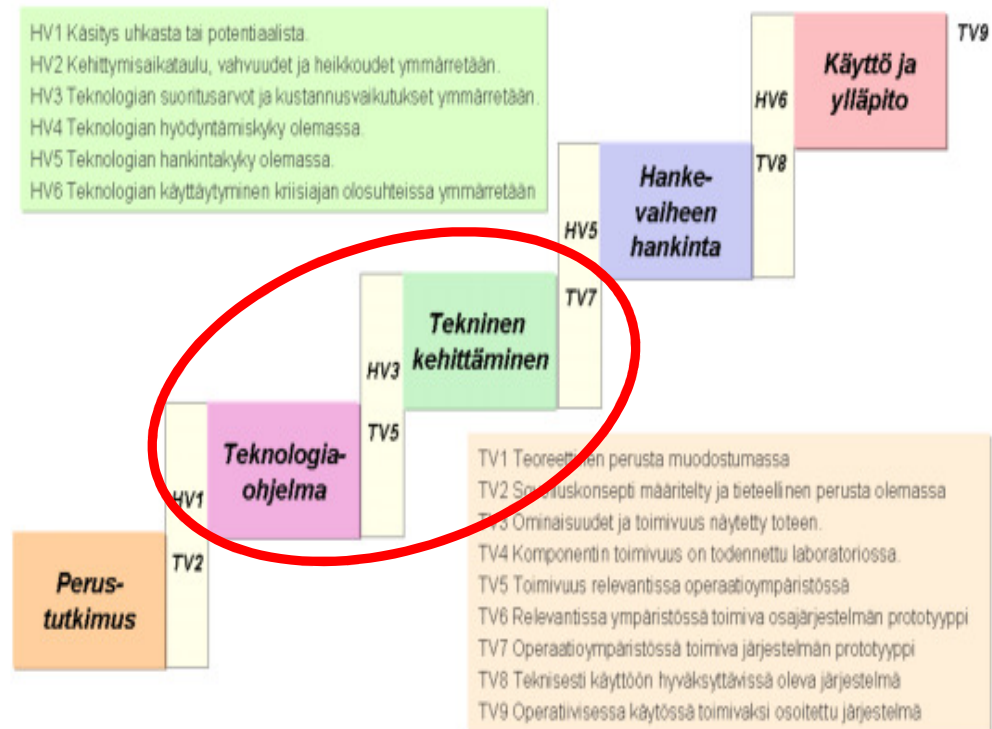 HV1 Käsitys uhkasta tai potentiaalista.
HV2 Kehittymisaikataulu, vahvuudet ja heikkoudet ymmärretään.
HV3 Teknologian suoritusarvot ja kustannusvaikutukset ymmärretään.
HV4 Teknologian hyödyntämiskyky olemassa.
HV5 Teknologian hankintakyky olemassa.
HV6 Teknologian käyttäytyminen kriisiajan olosuhteissa ymmärretään
TV9
Käyttö ja
ylläpito
HV6
TV8
Hanke-
vaiheen
hankinta
HV5
TV7
Tekninen
kehittäminen
HV3
TV5
Teknologia-
ohjelma
HV1
TV2
Perus-
tutkimus
TV1 Teoreettinen perusta muodostumassa
TV2 Sovelluskonsepti määritelty ja tieteellinen perusta olemassa
TV3 Ominaisuudet ja toimivuus näytetty toteen.
TV4 Komponentin toimivuus on todennettu laboratoriossa.
TV5 Toimivuus relevantissa operaatioympäristössä
TV6 Relevantissa ympäristössä toimiva osajärjestelmän prototyyppi
TV7 Operaatioympäristössä toimiva järjestelmän prototyyppi
TV8 Teknisesti käyttöön hyväksyttävissä oleva järjestelmä
TV9 Operatiivisessa käytössä toimivaksi osoitettu järjestelmä